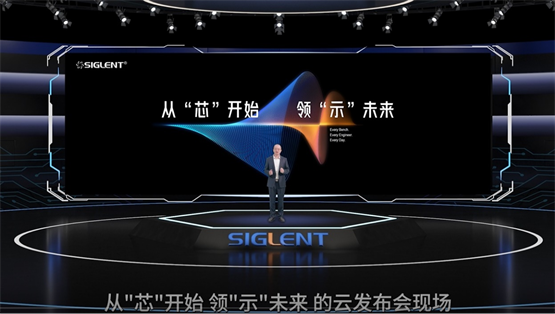 SIGLENT®
从“芯”开始 领“示”未来
Every Bench.
Every Engineer.
Every Day.
SIGLENT
从"芯"开始 领"示"未来 的云发布会现场